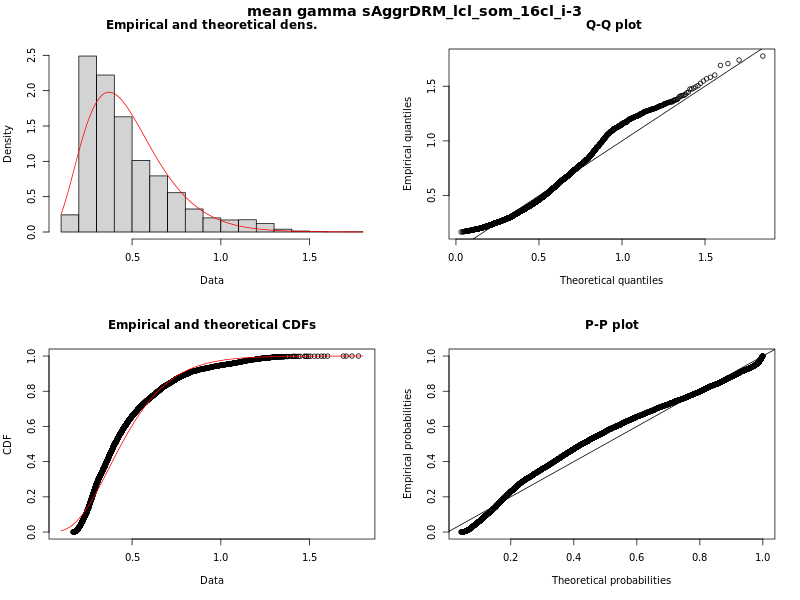 mean gamma sAggrDRM_lcl_som_16cl_i-3
Empirical and theoretical dens.
Density
0.0 0.5 1.0 1.5 2.0 2.5
0.5 1.0 1.5
Data
Q-Q plot
Empirical quantiles
0.5 1.0 1.5
0.0 0.5 1.0 1.5
Theoretical quantiles
Empirical and theoretical CDFs
CDF
0.0 0.2 0.4 0.6 0.8 1.0
0.5 1.0 1.5
Data
P-P plot
Empirical probabilities
0.0 0.2 0.4 0.6 0.8 1.0
0.2 0.4 0.6 0.8 1.0
Theoretical probabilities